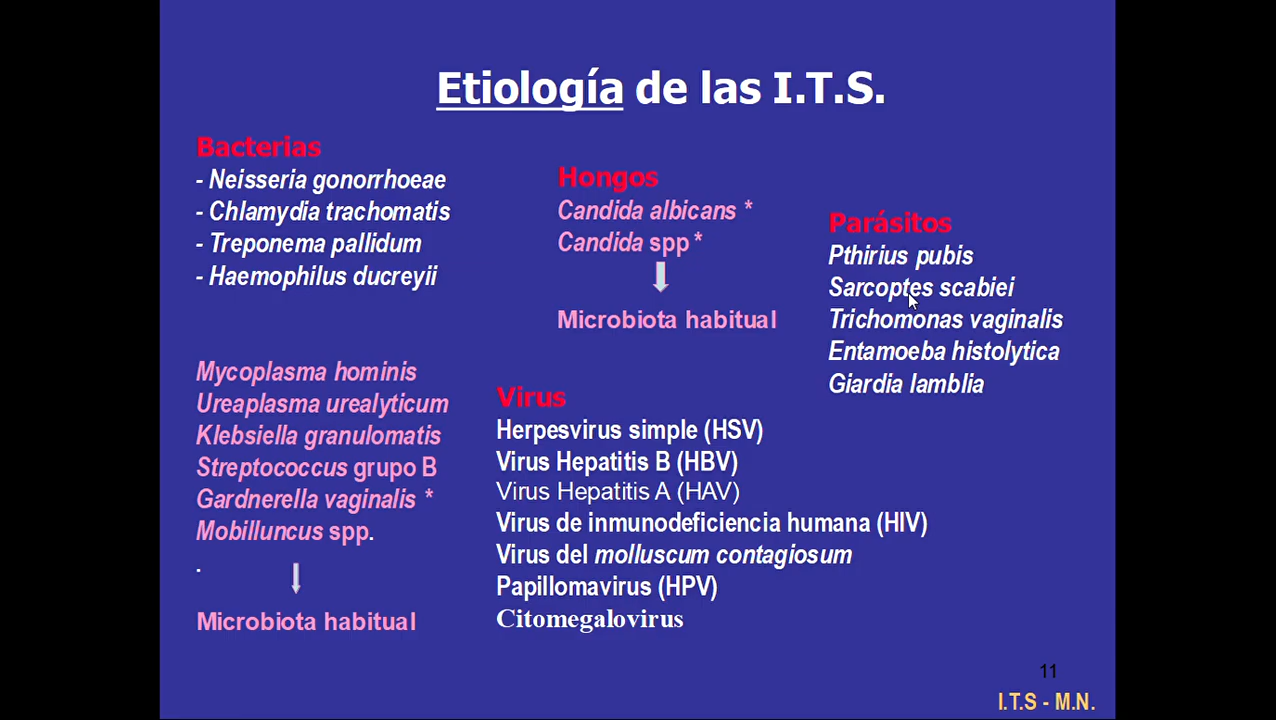 Etiología de las I.T.S.
Bacterias
- Neisseria gonorrhoeae
- Chlamydia trachomatis
- Treponema pallidum
- Haemophilus ducreyii
Mycoplasma hominis
Ureaplasma urealyticum
Klebsiella granulomatis
Streptococcus grupo B
Gardnerella vaginalis *
Mobilluncus spp.
.
Microbiota habitual
Hongos
Candida albicans *
Candida spp *
Microbiota habitual
Virus
Herpesvirus simple (HSV)
Virus Hepatitis B (HBV)
Virus Hepatitis A (HAV)
Virus de inmunodeficiencia humana (HIV)
Virus del molluscum contagiosum
Papillomavirus (HPV)
Citomegalovirus
Parásitos
Pthirius pubis
Sarcoptes scabiei
Trichomonas vaginalis
Entamoeba histolytica
Giardia lamblia
11
I.T.S - M.N.